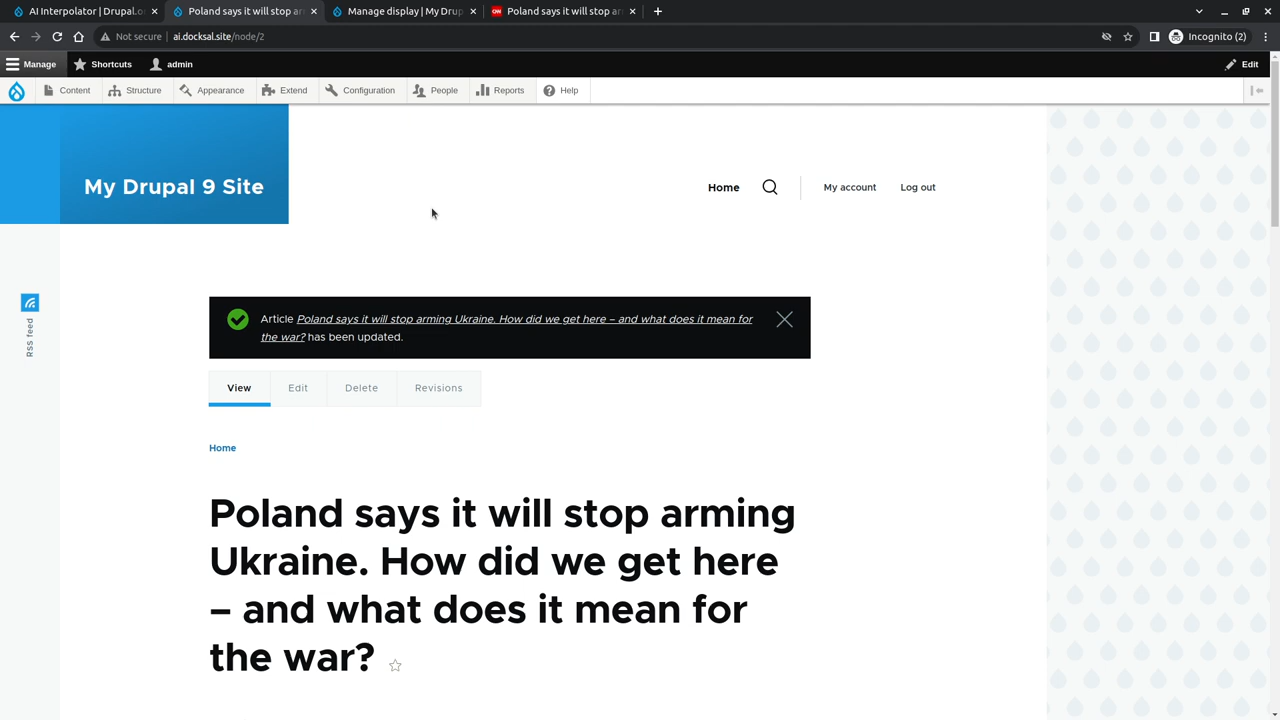 AI Interpolator | Drupal.o
Poland says it will stop ar
Manage display | My Drup
Poland says it will stop ar
Not secure | ai.docksal.site/node/2
Incognito (2)
Manage
Shortcuts
admin
Edit
Content
Structure
Appearance
Extend
Configuration
People
Reports
Help
My Drupal 9 Site
Home
My account
Log out
RSS feed
Article Poland says it will stop arming Ukraine. How did we get here – and what does it mean for
the war? has been updated.
View
Edit
Delete
Revisions
Home
Poland says it will stop arming
Ukraine. How did we get here
– and what does it mean for
the war?